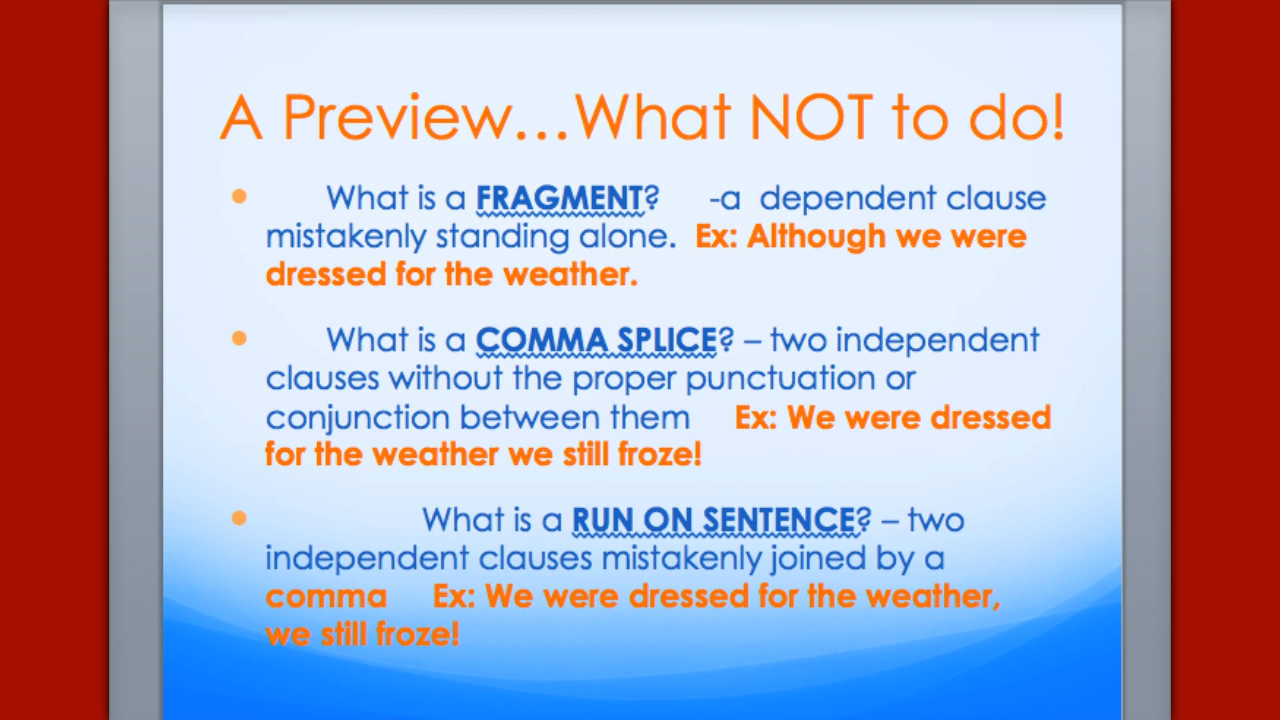 A Preview...What NOT to do!
What is a FRAGMENT? -a dependent clause
mistakenly standing alone. Ex: Although we were
dressed for the weather.
What is a COMMA SPLICE? – two independent
clauses without the proper punctuation or
conjunction between them Ex: We were dressed
for the weather we still froze!
What is a RUN ON SENTENCE? – two
independent clauses mistakenly joined by a
comma Ex: We were dressed for the weather,
we still froze!